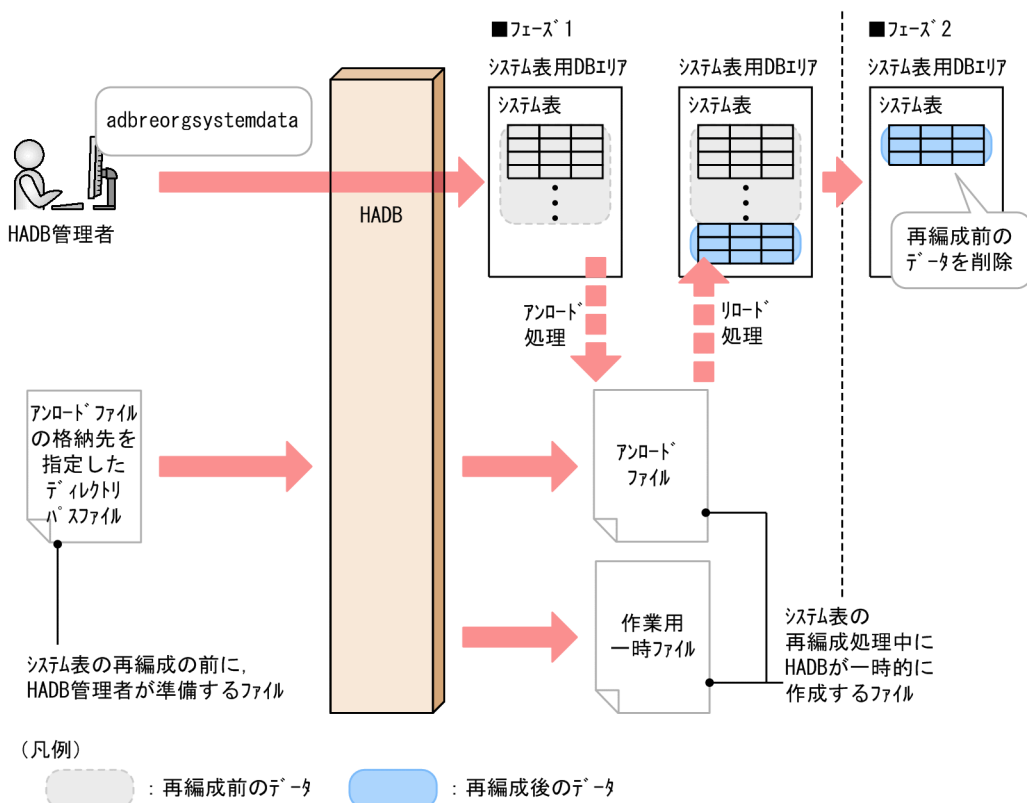 ■フェーズ1
■フェーズ2
システム表用DBエリア
システム表用DBエリア
システム表用DBエリア
システム表
システム表
システム表
adbreorgsystemdata
HADB管理者
HADB
再編成前の
データを削除
アンロード
処理
リロード
処理
アンロードファイル
の格納先を
指定した
ディレクトリ
パスファイル
アンロード
ファイル
作業用
一時ファイル
システム表の再編成の前に,
HADB管理者が準備するファイル
システム表の
再編成処理中に
HADBが一時的に
作成するファイル
(凡例)
:再編成前のデータ
:再編成後のデータ